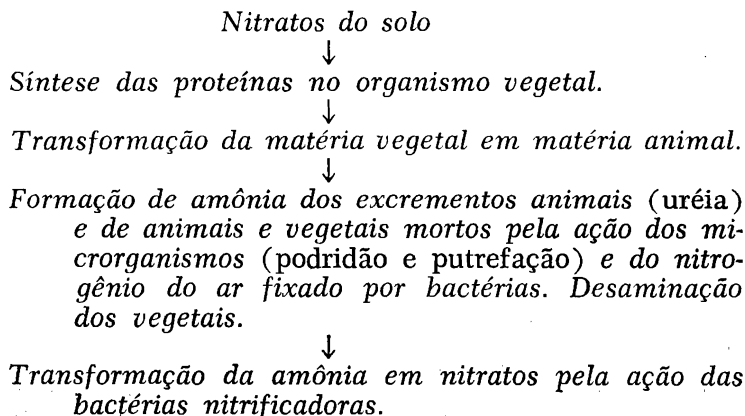 Nitratos do solo
↓
Síntese das proteínas no organismo vegetal.
↓
Transformação da matéria vegetal em matéria animal.
↓
Formação de amônia dos excrementos animais (uréia)
e de animais e vegetais mortos pela ação dos mi-
crorganismos (podridão e putrefação) e do nitro-
gênio do ar fixado por bactérias. Desaminação
dos vegetais.
↓
Transformação da amônia em nitratos pela ação das
bactérias nitrificadoras.